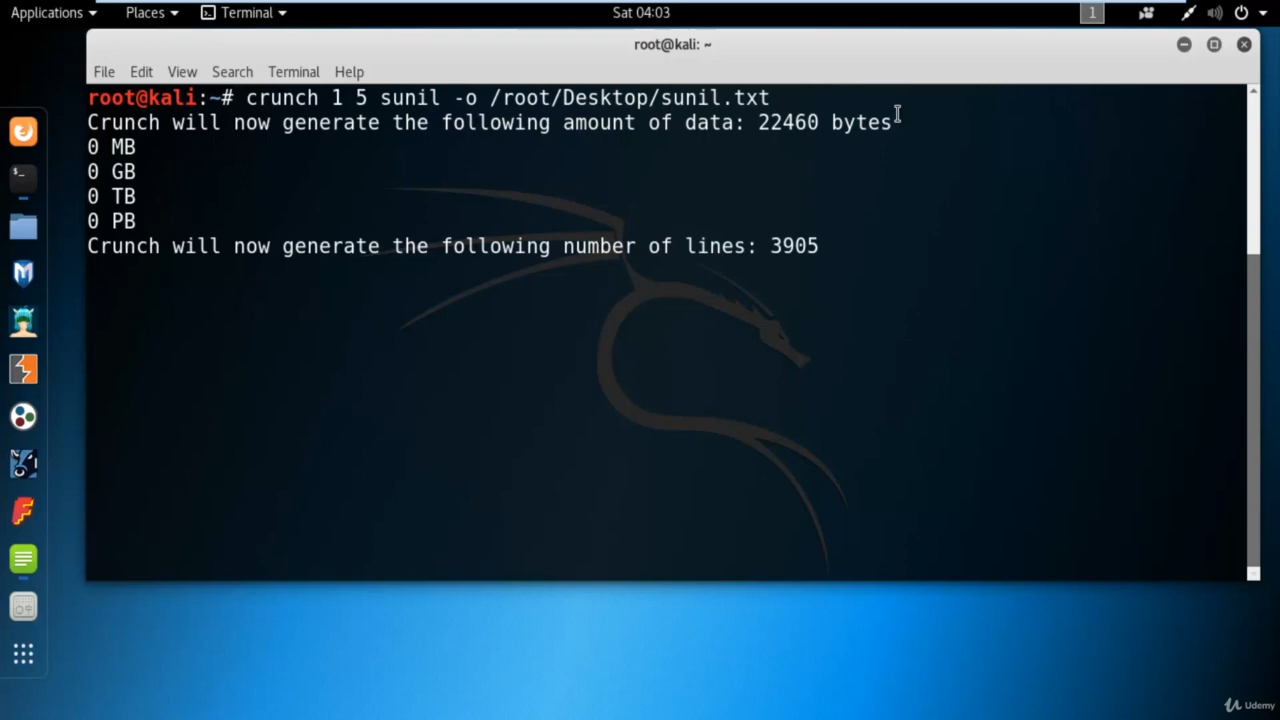 Applications Places Terminal Sat 04:03 1
root@kali: ~
File Edit View Search Terminal Help
root@kali:~# crunch 1 5 sunil -o /root/Desktop/sunil.txt
Crunch will now generate the following amount of data: 22460 bytes
0 MB
0 GB
0 TB
0 PB
Crunch will now generate the following number of lines: 3905
Udemy